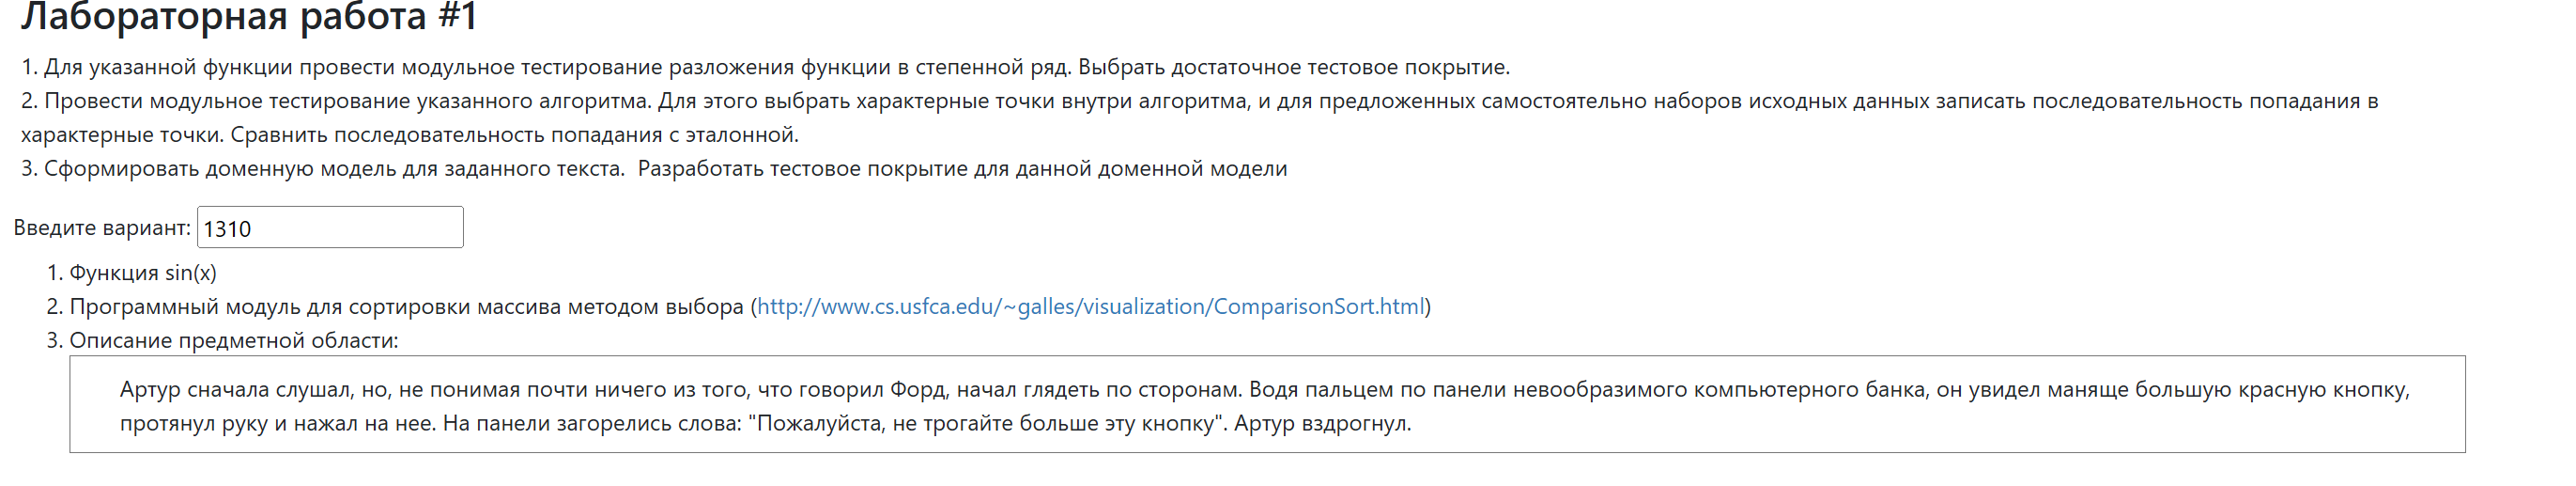 Лабораторная работа #1
1. Для указанной функции провести модульное тестирование разложения функции в степенной ряд. Выбрать достаточное тестовое покрытие.
2. Провести модульное тестирование указанного алгоритма. Для этого выбрать характерные точки внутри алгоритма, и для предложенных самостоятельно наборов исходных данных записать последовательность попадания в
характерные точки. Сравнить последовательность попадания с эталонной.
3. Сформировать доменную модель для заданного текста.  Разработать тестовое покрытие для данной доменной модели
Введите вариант: 1310
1. Функция sin(x)
2. Программный модуль для сортировки массива методом выбора (http://www.cs.usfca.edu/~galles/visualization/ComparisonSort.html)
3. Описание предметной области:
Артур сначала слушал, но, не понимая почти ничего из того, что говорил Форд, начал глядеть по сторонам. Водя пальцем по панели невообразимого компьютерного банка, он увидел маняще большую красную кнопку,
протянул руку и нажал на нее. На панели загорелись слова: "Пожалуйста, не трогайте больше эту кнопку". Артур вздрогнул.